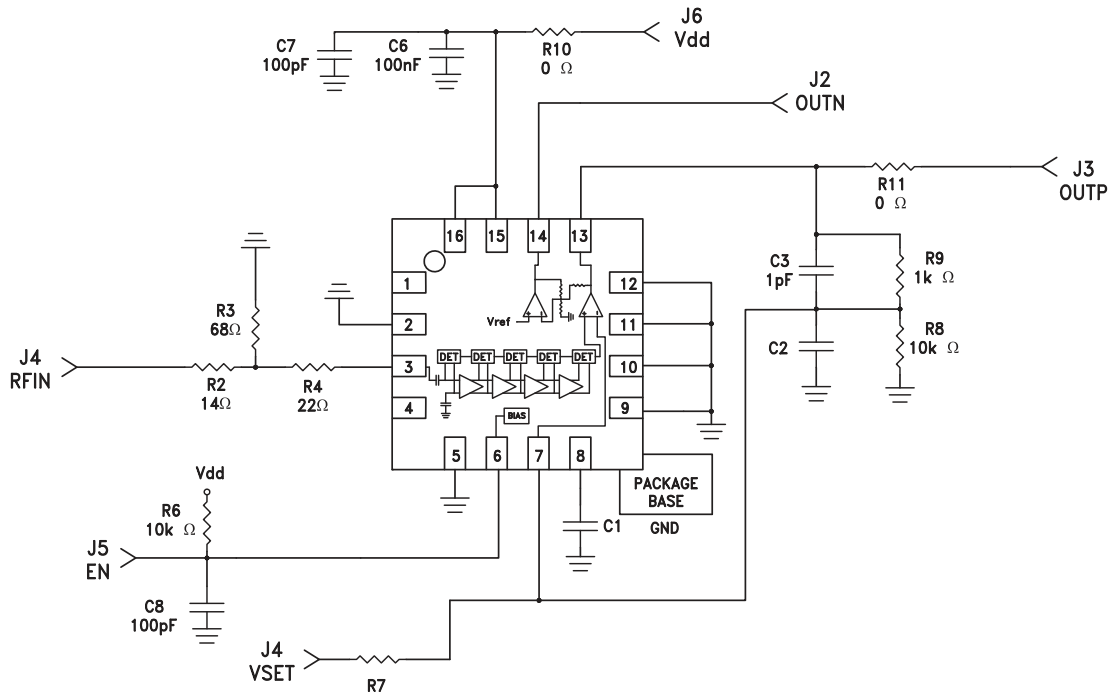 J6
Vdd
C7
100pF
C6
100nF
R10
0 Ω
J2
OUTN
J3
OUTP
R11
0 Ω
16
15
14
13
C3
1pF
R9
1k Ω
1
12
R3
68Ω
2
Vref
11
C2
R8
10k Ω
J4
RFIN
3
DET
DET
DET
DET
DET
10
R2
14Ω
R4
22Ω
4
BIAS
9
5
6
7
8
Vdd
PACKAGE
BASE
GND
R6
10k Ω
C1
J5
EN
C8
100pF
J4
VSET
R7